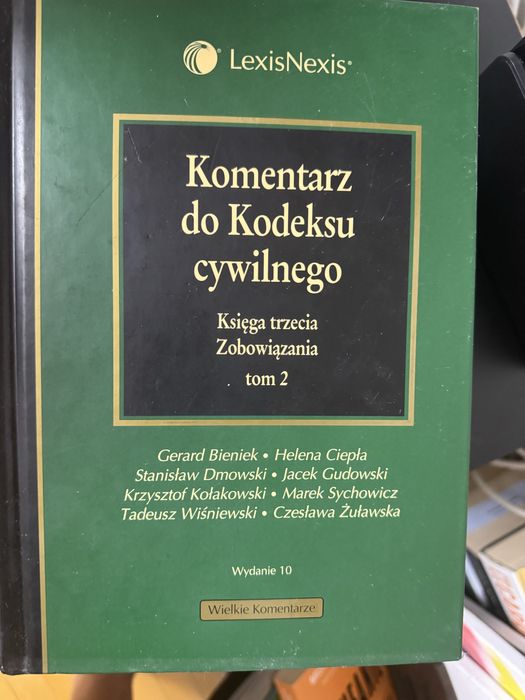 LexisNexis®
Komentarz
do Kodeksu
cywilnego
Księga trzecia
Zobowiązania
tom 2
Gerard Bieniek • Helena Ciepła
Stanisław Dmowski • Jacek Gudowski
Krzysztof Kołakowski • Marek Sychowicz
Tadeusz Wiśniewski • Czesława Żuławska
Wydanie 10
Wielkie Komentarze